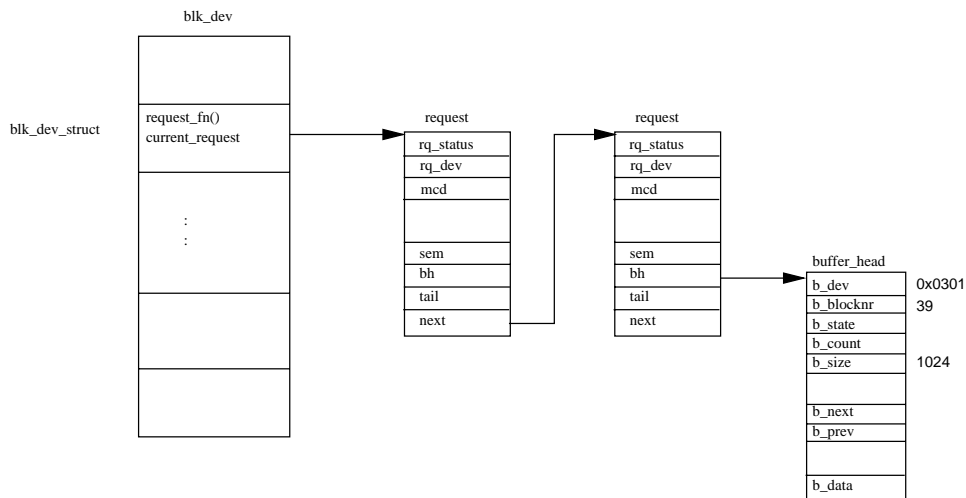 blk_dev
blk_dev_struct
request_fn()
current_request
:
:
request
rq_status
rq_dev
mcd
sem
bh
tail
next
request
rq_status
rq_dev
mcd
sem
bh
tail
next
buffer_head
b_dev 0x0301
b_blocknr 39
b_state
b_count
b_size 1024
b_next
b_prev
b_data